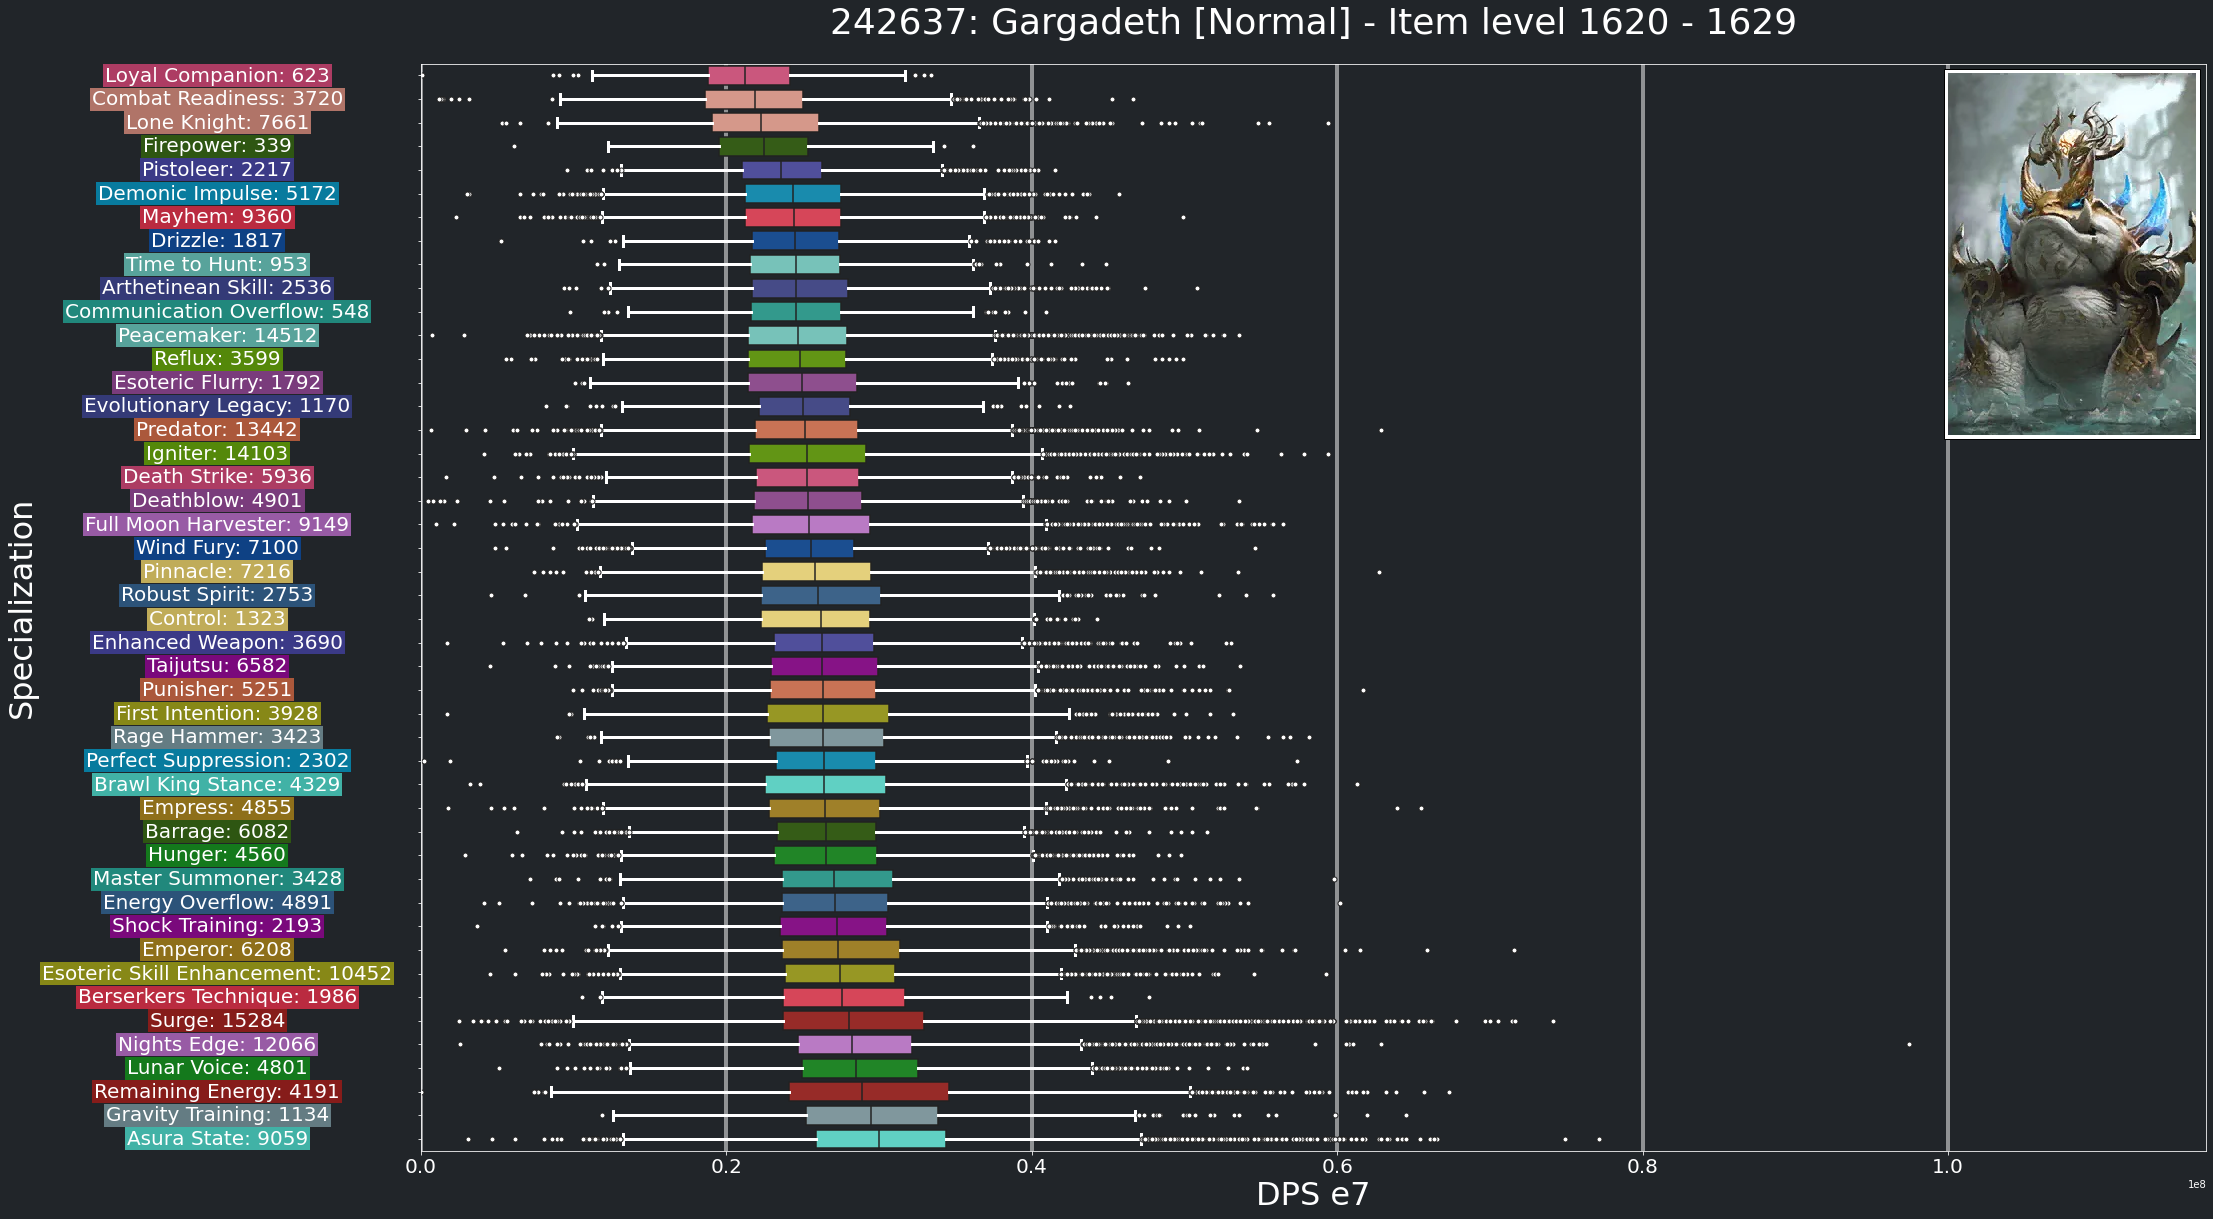 242637: Gargadeth [Normal] - Item level 1620 - 1629
Specialization
Loyal Companion: 623
Combat Readiness: 3720
Lone Knight: 7661
Firepower: 339
Pistoleer: 2217
Demonic Impulse: 5172
Mayhem: 9360
Drizzle: 1817
Time to Hunt: 953
Arthetinean Skill: 2536
Communication Overflow: 548
Peacemaker: 14512
Reflux: 3599
Esoteric Flurry: 1792
Evolutionary Legacy: 1170
Predator: 13442
Igniter: 14103
Death Strike: 5936
Deathblow: 4901
Full Moon Harvester: 9149
Wind Fury: 7100
Pinnacle: 7216
Robust Spirit: 2753
Control: 1323
Enhanced Weapon: 3690
Taijutsu: 6582
Punisher: 5251
First Intention: 3928
Rage Hammer: 3423
Perfect Suppression: 2302
Brawl King Stance: 4329
Empress: 4855
Barrage: 6082
Hunger: 4560
Master Summoner: 3428
Energy Overflow: 4891
Shock Training: 2193
Emperor: 6208
Esoteric Skill Enhancement: 10452
Berserkers Technique: 1986
Surge: 15284
Nights Edge: 12066
Lunar Voice: 4801
Remaining Energy: 4191
Gravity Training: 1134
Asura State: 9059
0.0 0.2 0.4 0.6 0.8 1.0
1e8
DPS e7